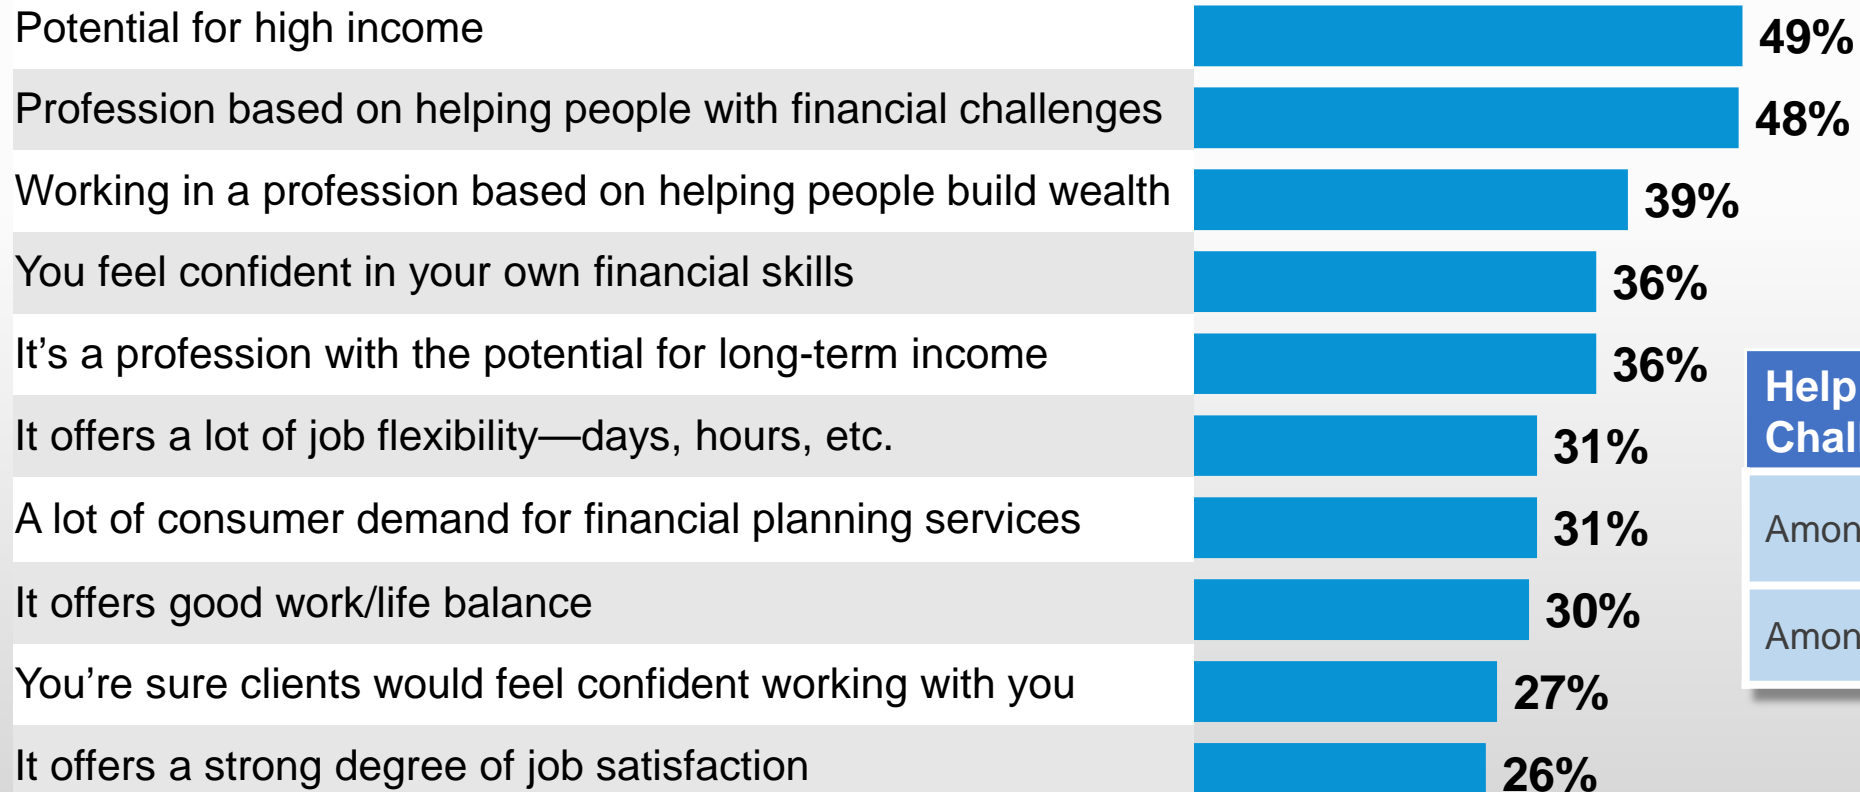 Potential for high income 49%
Profession based on helping people with financial challenges 48%
Working in a profession based on helping people build wealth 39%
You feel confident in your own financial skills 36%
It’s a profession with the potential for long-term income 36%
It offers a lot of job flexibility—days, hours, etc. 31%
A lot of consumer demand for financial planning services 31%
It offers good work/life balance 30%
You’re sure clients would feel confident working with you 27%
It offers a strong degree of job satisfaction 26%
Help
Chal
Amon
Amon